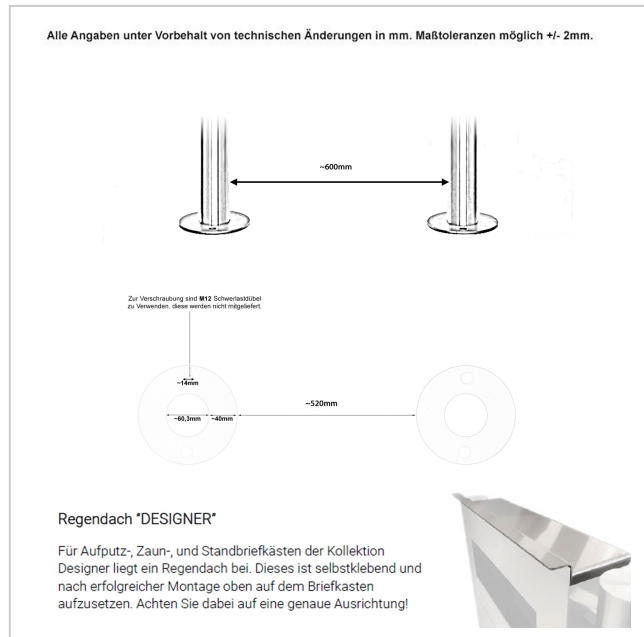 Alle Angaben unter Vorbehalt von technischen Änderungen in mm. Maßtoleranzen möglich +/- 2mm.
~600mm
Zur Verschraubung sind M12 Schwerlastdübel
zu Verwenden, diese werden nicht mitgeliefert.
~14mm
~520mm
~60,3mm
~40mm
Regendach "DESIGNER"
Für Aufputz-, Zaun-, und Standbriefkästen der Kollektion
Designer liegt ein Regendach bei. Dieses ist selbstklebend und
nach erfolgreicher Montage oben auf dem Briefkasten
aufzusetzen. Achten Sie dabei auf eine genaue Ausrichtung!